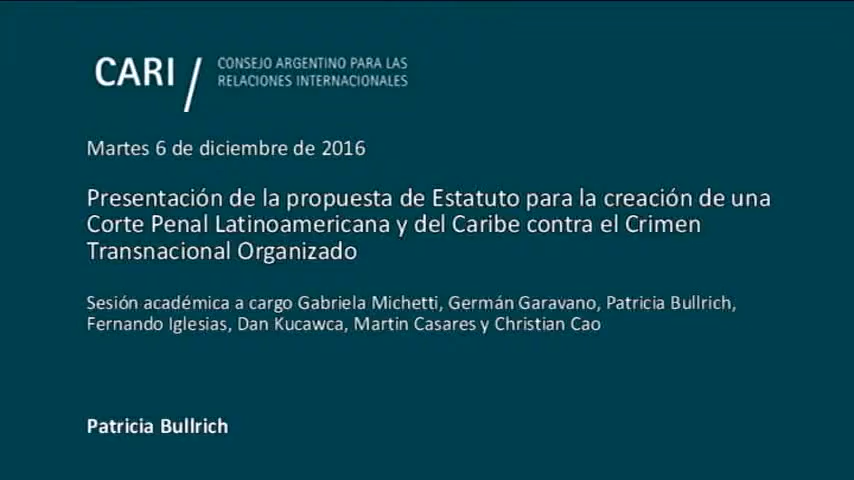 CARI / CONSEJO ARGENTINO PARA LAS
RELACIONES INTERNACIONALES
Martes 6 de diciembre de 2016
Presentación de la propuesta de Estatuto para la creación de una
Corte Penal Latinoamericana y del Caribe contra el Crimen
Transnacional Organizado
Sesión académica a cargo Gabriela Michetti, Germán Garavano, Patricia Bullrich,
Fernando Iglesias, Dan Kucawca, Martin Casares y Christian Cao
Patricia Bullrich